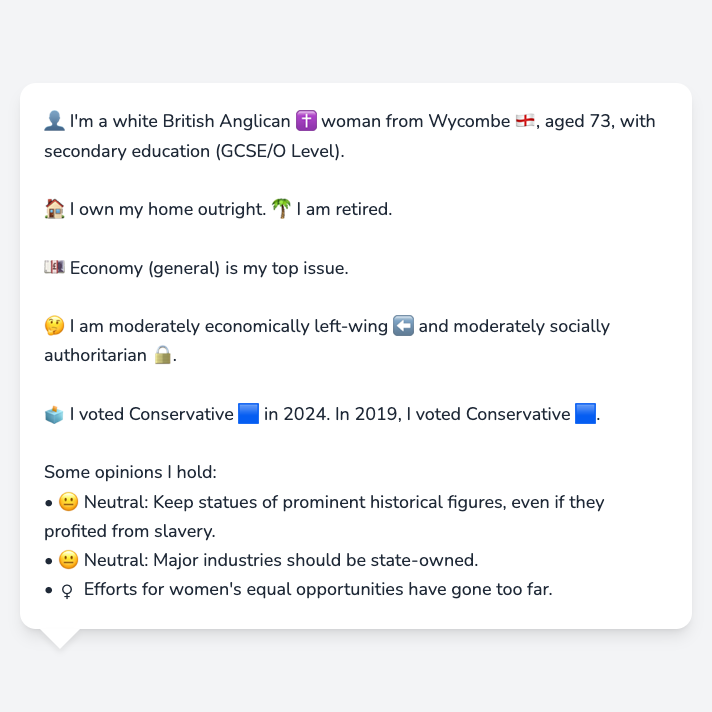 👤 I'm a white British Anglican ✝️ woman from Wycombe 🏴󠁧󠁢󠁥󠁮󠁧󠁿, aged 73, with
secondary education (GCSE/O Level).
🏠 I own my home outright. 🌴 I am retired.
💷 Economy (general) is my top issue.
🤔 I am moderately economically left-wing ⬅️ and moderately socially
authoritarian 🔒.
🗳️ I voted Conservative 🟦 in 2024. In 2019, I voted Conservative 🟦.
Some opinions I hold:
• 😐 Neutral: Keep statues of prominent historical figures, even if they
profited from slavery.
• 😐 Neutral: Major industries should be state-owned.
• ♀ Efforts for women's equal opportunities have gone too far.